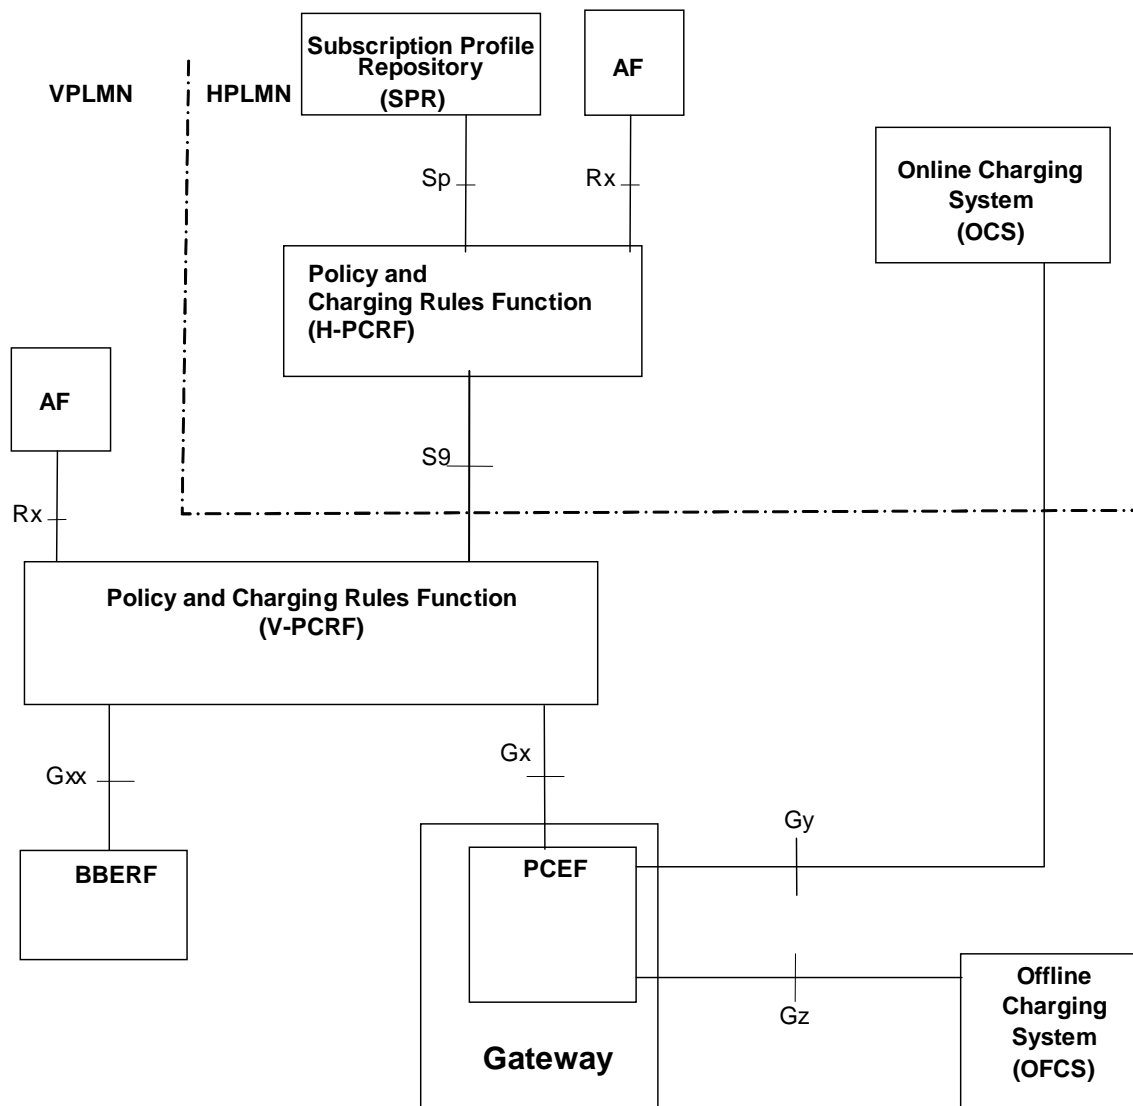 Subscription Profile
Repository
(SPR)
AF
VPLMN
HPLMN
Sp
Rx
Online Charging
System
(OCS)
Policy and
Charging Rules Function
(H-PCRF)
AF
S9
Rx
Policy and Charging Rules Function
(V-PCRF)
Gxx
Gx
Gy
BBERF
PCEF
Gz
Offline
Charging
System
(OFCS)
Gateway